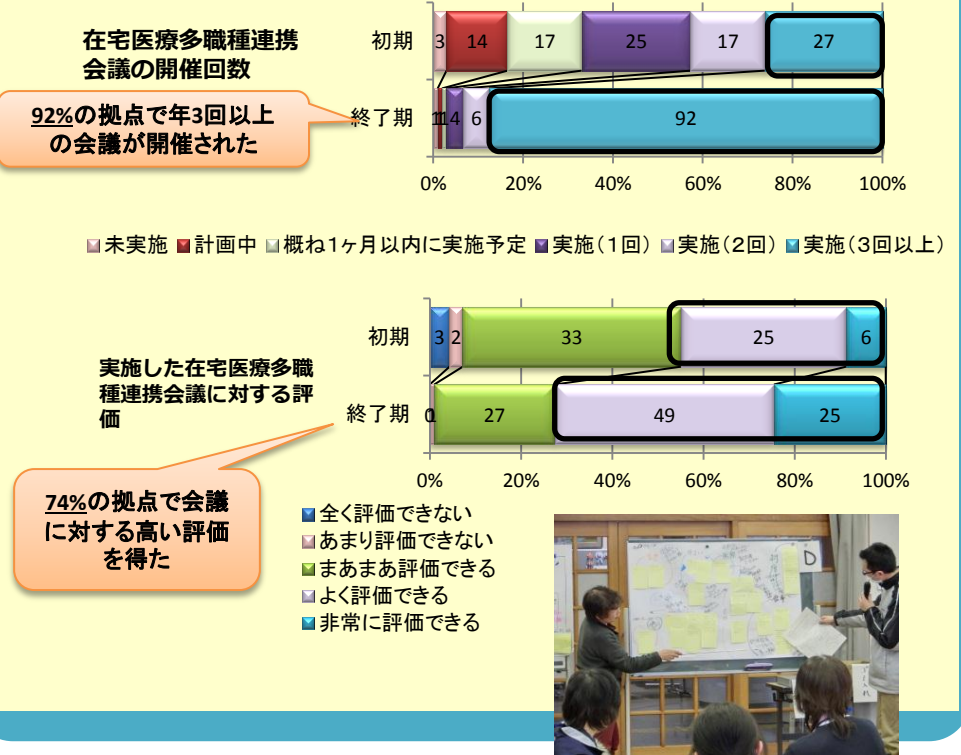 在宅医療多職種連携
会議の開催回数
92%の拠点で年3回以上
の会議が開催された
初期 3 14 17 25 17 27
終了期 1 1 4 6 92
0% 20% 40% 60% 80% 100%
未実施 計画中 概ね1ヶ月以内に実施予定 実施(1回) 実施(2回) 実施(3回以上)
実施した在宅医療多職
種連携会議に対する評
価
初期 3 2 33 25 6
終了期 0 1 27 49 25
0% 20% 40% 60% 80% 100%
74%の拠点で会議
に対する高い評価
を得た
全く評価できない
あまり評価できない
まあまあ評価できる
よく評価できる
非常に評価できる
D